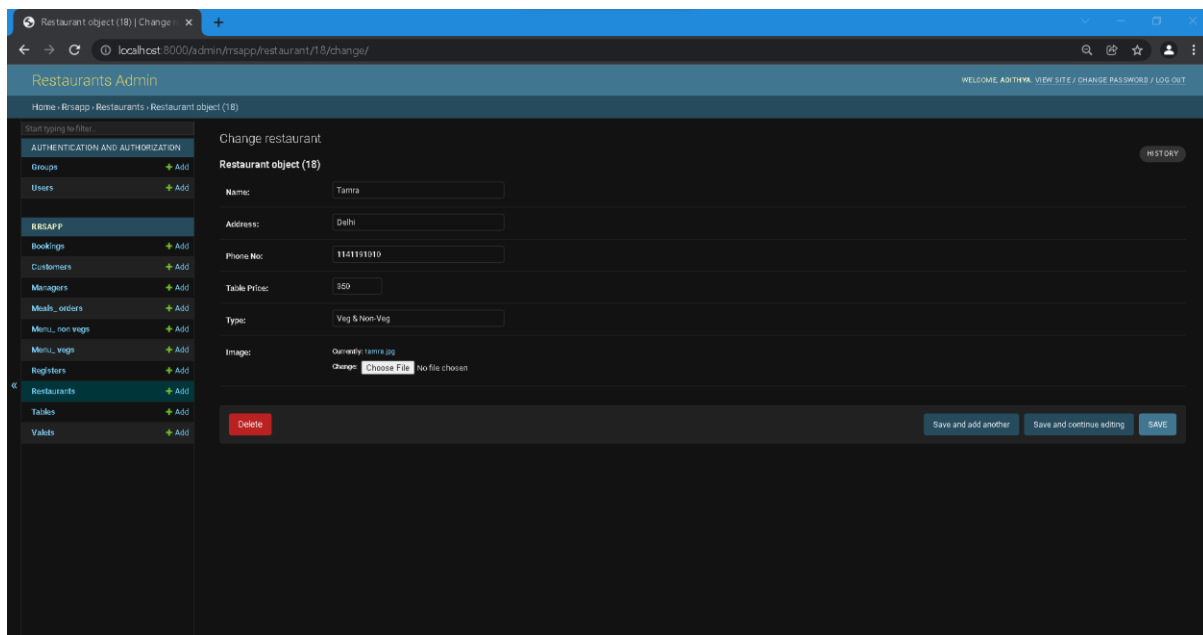 Restaurant object (18) | Change r
localhost:8000/admin/rrsapp/restaurant/18/change/
Restaurants Admin
WELCOME, ADITHYA. VIEW SITE / CHANGE PASSWORD / LOG OUT
Home › Rrsapp › Restaurants › Restaurant object (18)
Start typing to filter...
AUTHENTICATION AND AUTHORIZATION
Groups + Add
Users + Add
RRSAPP
Bookings + Add
Customers + Add
Managers + Add
Meals_orders + Add
Menu_non vegs + Add
Menu_vegs + Add
Registers + Add
«
Restaurants + Add
Tables + Add
Valets + Add
Change restaurant
HISTORY
Restaurant object (18)
Name: Tamra
Address: Delhi
Phone No: 1141191010
Table Price: 350
Type: Veg & Non-Veg
Image: Currently: tamra.jpg
Change: Choose File No file chosen
Delete
Save and add another
Save and continue editing
SAVE